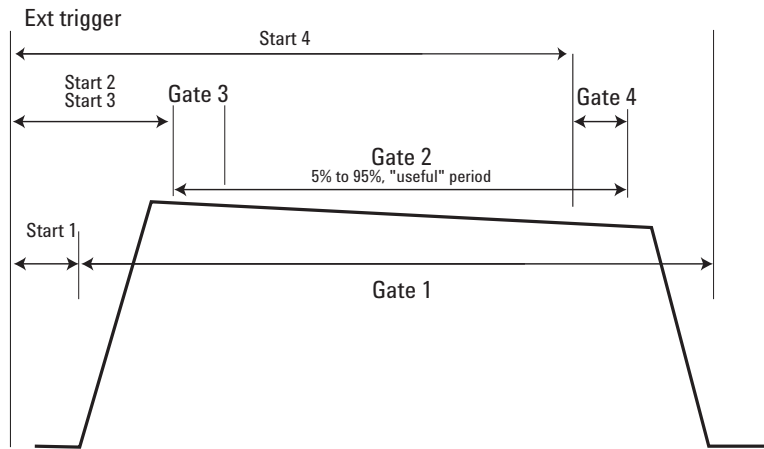 Ext trigger
Start 4
Start 2
Start 3
Gate 3
Gate 4
Gate 2
5% to 95%, "useful" period
Start 1
Gate 1